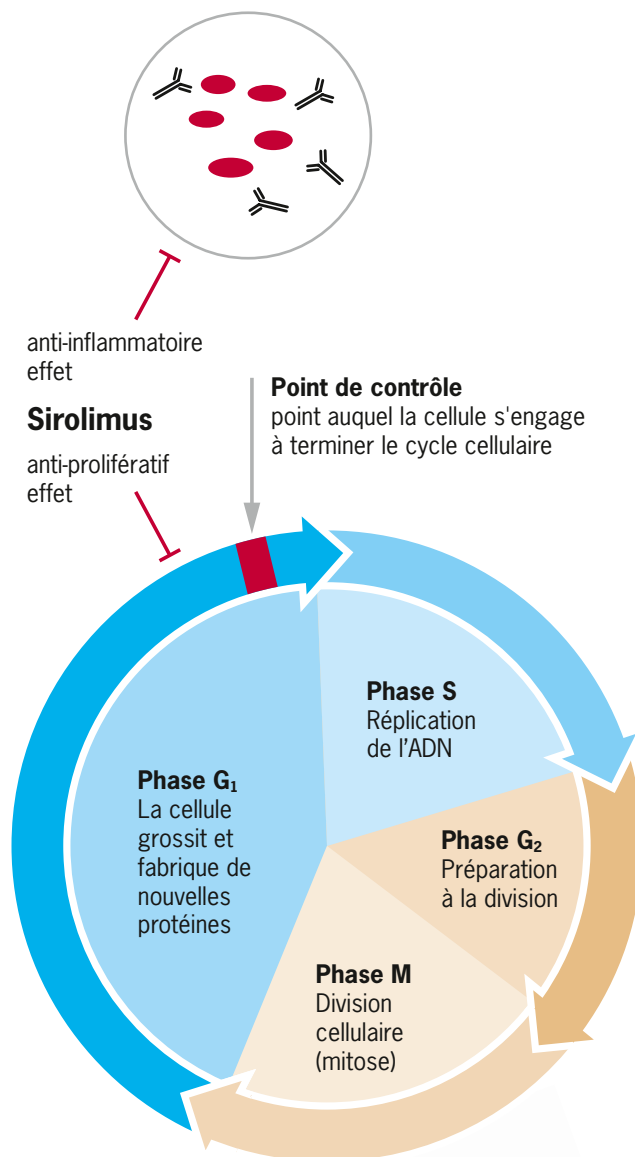 anti-inflammatoire
effet
Sirolimus
anti-prolifératif
effet
Point de contrôle
point auquel la cellule s'engage
à terminer le cycle cellulaire
Phase S
Réplication
de l’ADN
Phase G₁
La cellule
grossit et
fabrique de
nouvelles
protéines
Phase G₂
Préparation
à la division
Phase M
Division
cellulaire
(mitose)